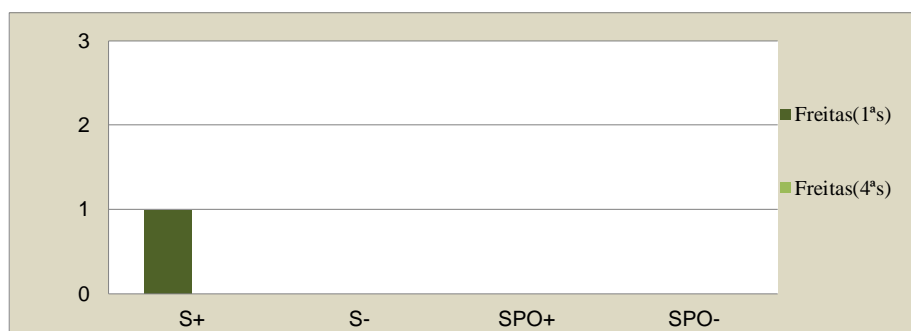 3
2
1
0
S+ S- SPO+ SPO-
Freitas(1ªs)
Freitas(4ªs)